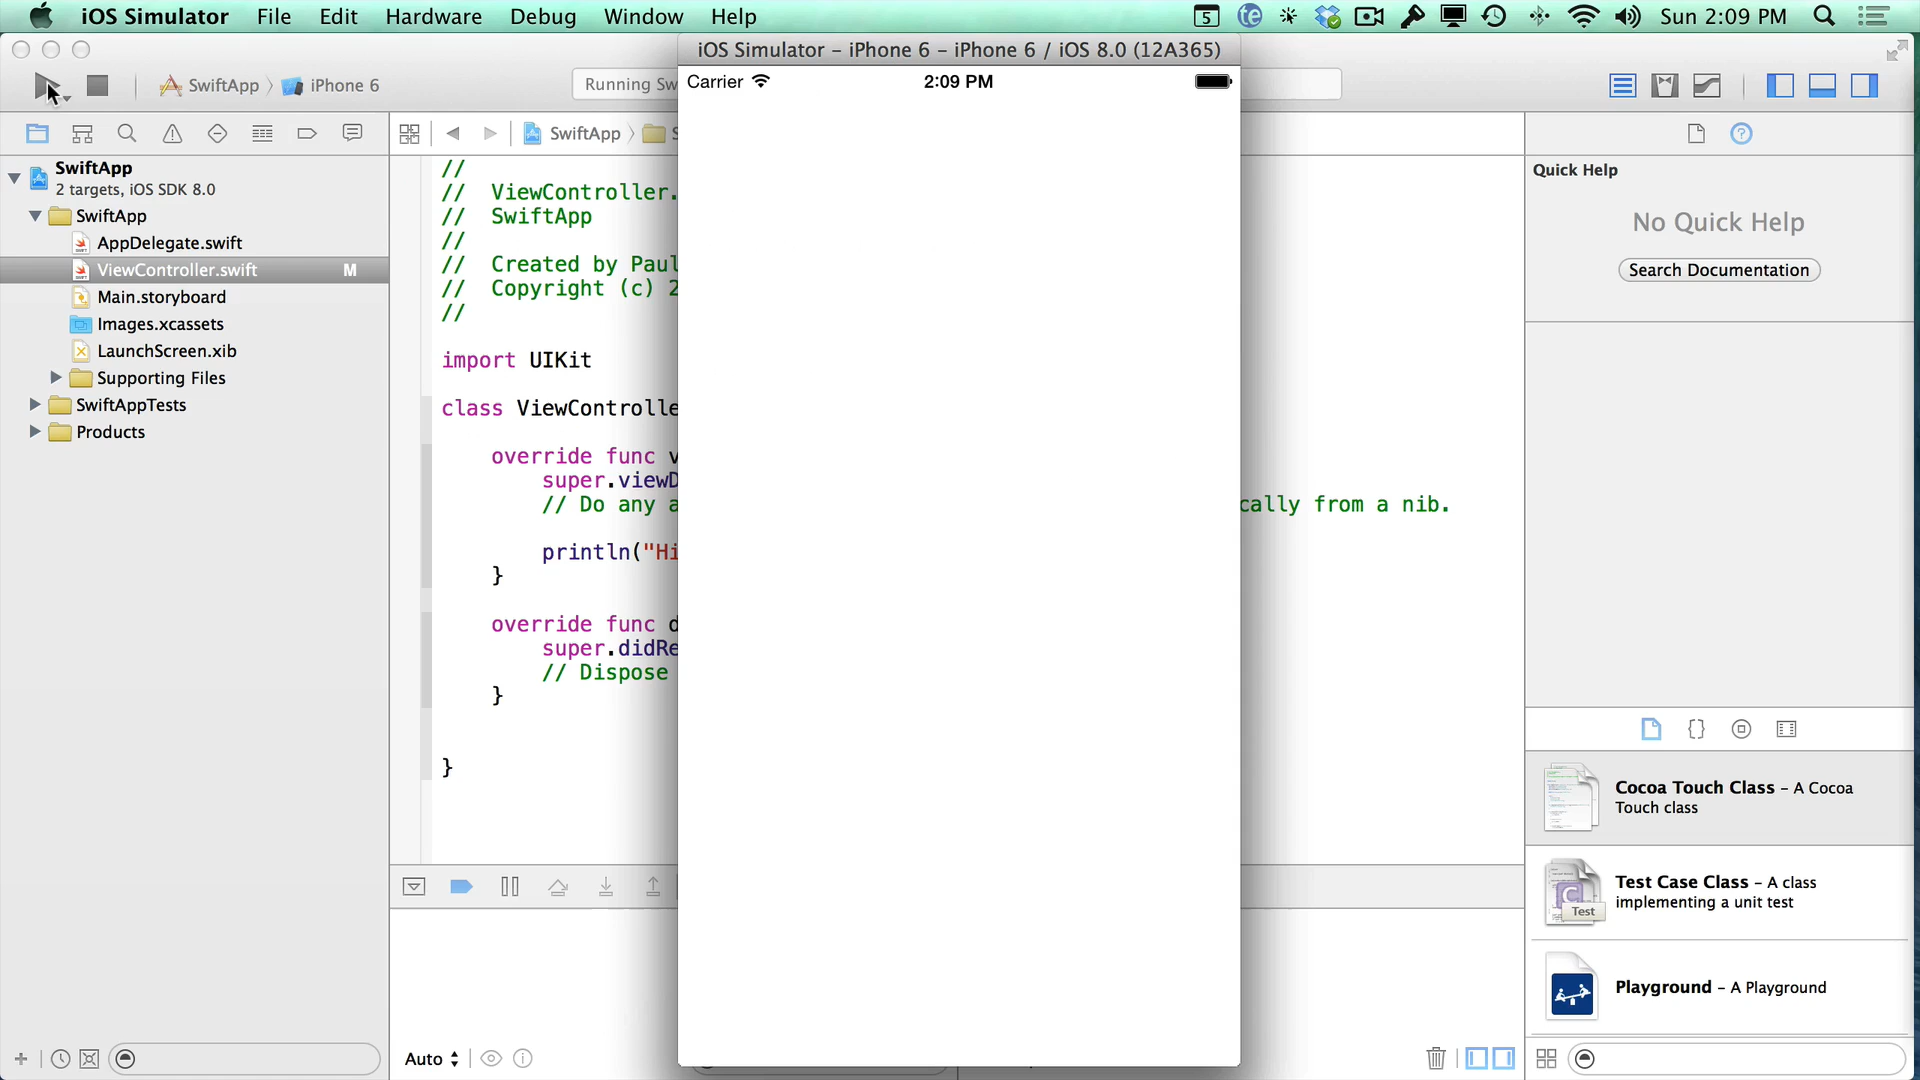 iOS Simulator File Edit Hardware Debug Window Help 5 te Sun 2:09 PM
iOS Simulator – iPhone 6 – iPhone 6 / iOS 8.0 (12A365)
SwiftApp iPhone 6 Running Sw
Carrier 2:09 PM
SwiftApp S
SwiftApp
2 targets, iOS SDK 8.0
SwiftApp
AppDelegate.swift
ViewController.swift M
Main.storyboard
Images.xcassets
LaunchScreen.xib
Supporting Files
SwiftAppTests
Products
//
// ViewController.
// SwiftApp
//
// Created by Paul
// Copyright (c) 2
//
import UIKit
class ViewControlle
override func v
super.viewD
// Do any a cally from a nib.
println("Hi
}
override func d
super.didRe
// Dispose
}
}
Quick Help
No Quick Help
Search Documentation
{}
Cocoa Touch Class – A Cocoa
Touch class
C
Test
Test Case Class – A class
implementing a unit test
Playground – A Playground
Auto